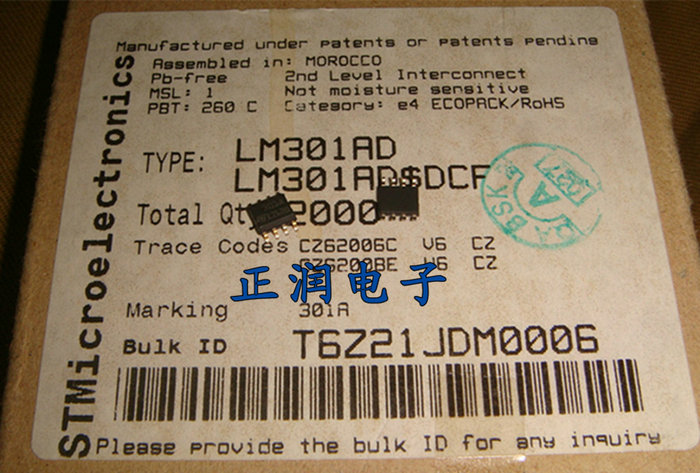 Manufactured under patents or patents pending
Assembled in: MOROCCO
Pb-free 2nd Level Interconnect
MSL: 1 Not moisture sensitive
PBT: 260 C Category: e4 ECOPACK/RoHS
STMicroelectronics
TYPE: LM301AD
LM301AD$DCF
Total 2000
Trace Codes CZ62006C V6 CZ
V6 CZ
正润电子
Marking 301A
Bulk ID T6Z21JDM0006
Please provide the bulk ID for any inquiry